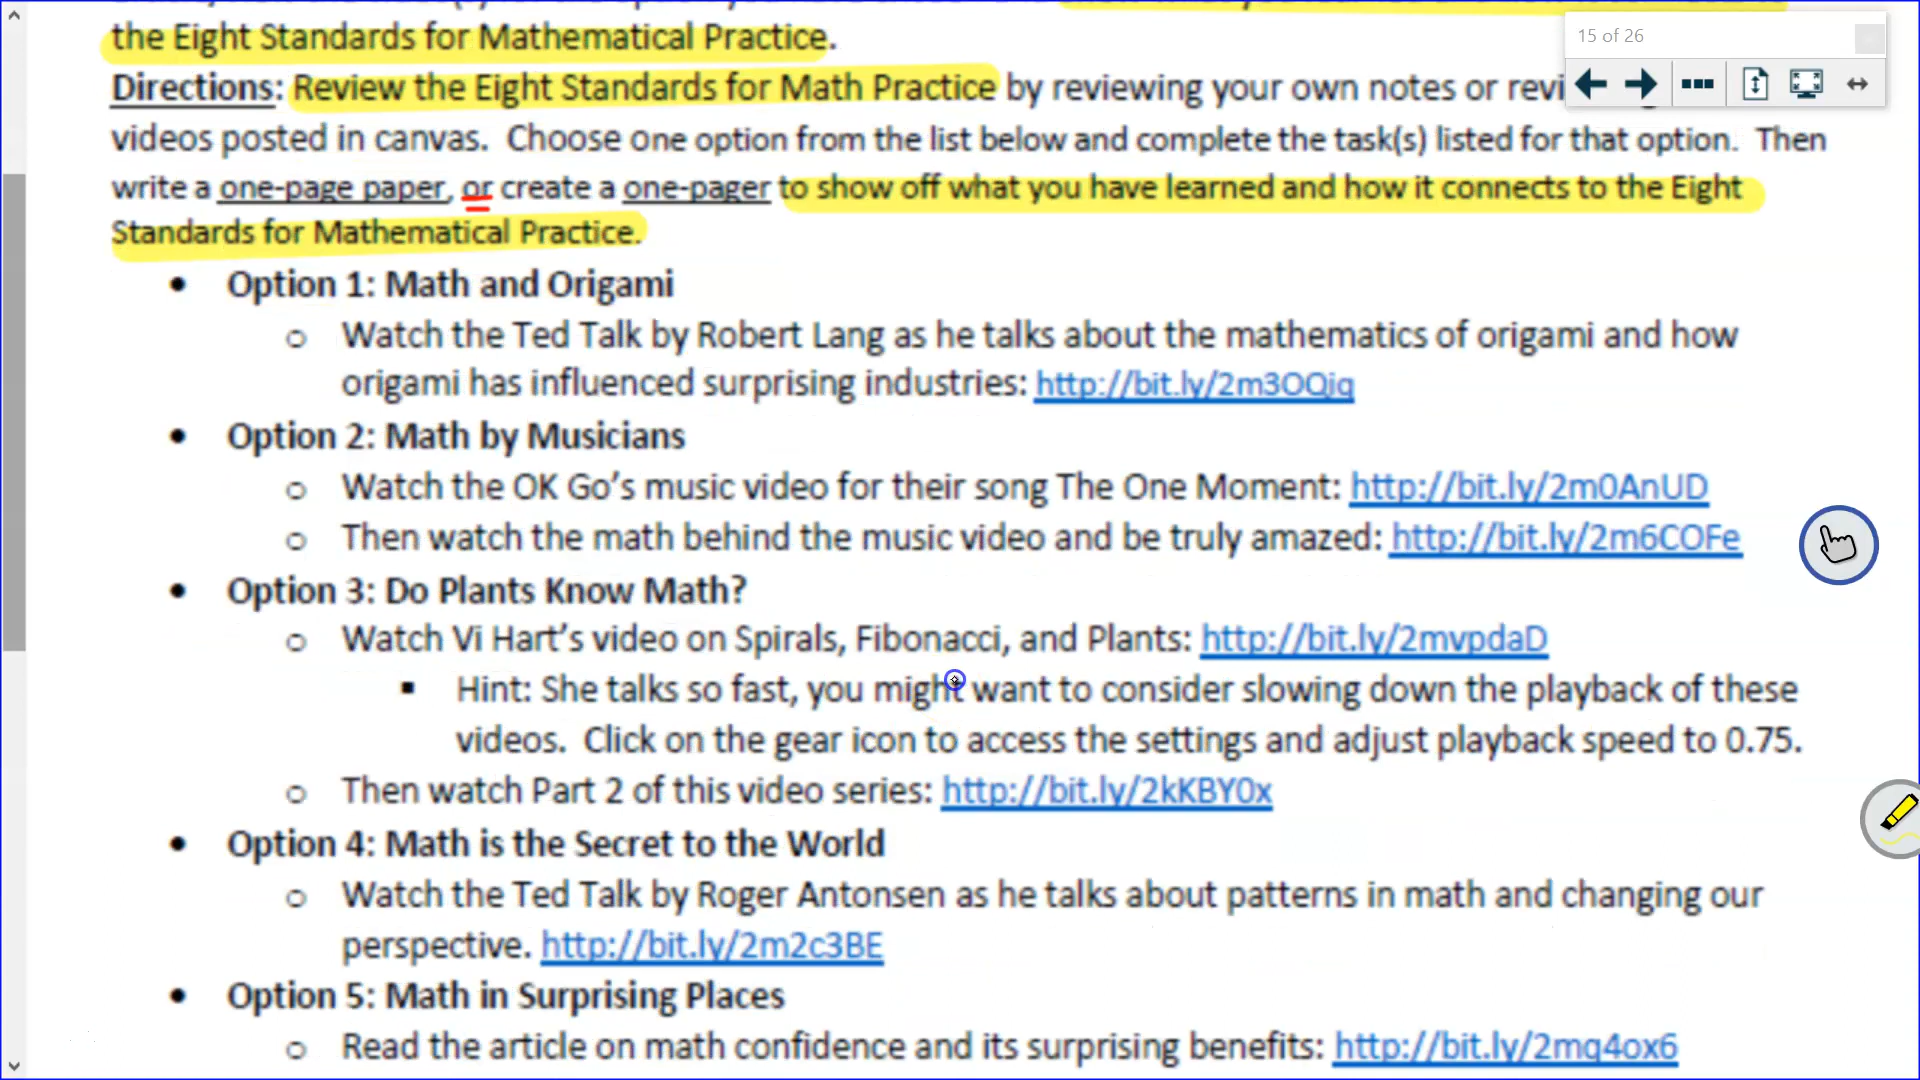 the Eight Standards for Mathematical Practice.
15 of 26
Directions: Review the Eight Standards for Math Practice by reviewing your own notes or revi
videos posted in canvas. Choose one option from the list below and complete the task(s) listed for that option. Then
write a one-page paper, or create a one-pager to show off what you have learned and how it connects to the Eight
Standards for Mathematical Practice.
• Option 1: Math and Origami
o Watch the Ted Talk by Robert Lang as he talks about the mathematics of origami and how
origami has influenced surprising industries: http://bit.ly/2m3OQjq
• Option 2: Math by Musicians
o Watch the OK Go's music video for their song The One Moment: http://bit.ly/2m0AnUD
o Then watch the math behind the music video and be truly amazed: http://bit.ly/2m6COFe
• Option 3: Do Plants Know Math?
o Watch Vi Hart's video on Spirals, Fibonacci, and Plants: http://bit.ly/2mvpdaD
▪ Hint: She talks so fast, you might want to consider slowing down the playback of these
videos. Click on the gear icon to access the settings and adjust playback speed to 0.75.
o Then watch Part 2 of this video series: http://bit.ly/2kKBY0x
• Option 4: Math is the Secret to the World
o Watch the Ted Talk by Roger Antonsen as he talks about patterns in math and changing our
perspective. http://bit.ly/2m2c3BE
• Option 5: Math in Surprising Places
o Read the article on math confidence and its surprising benefits: http://bit.ly/2mq4ox6